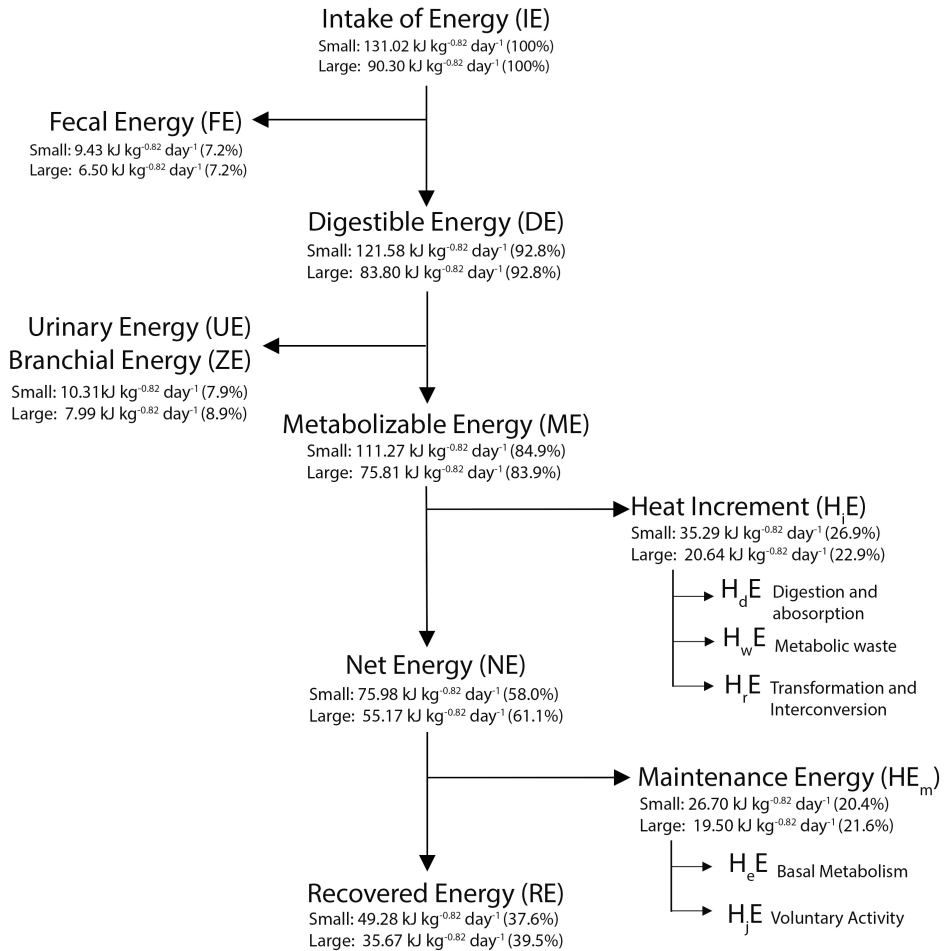 Intake of Energy (IE)
Small: 131.02 kJ kg⁻⁰·⁸² day⁻¹ (100%)
Large: 90.30 kJ kg⁻⁰·⁸² day⁻¹ (100%)
Fecal Energy (FE)
Small: 9.43 kJ kg⁻⁰·⁸² day⁻¹ (7.2%)
Large: 6.50 kJ kg⁻⁰·⁸² day⁻¹ (7.2%)
Digestible Energy (DE)
Small: 121.58 kJ kg⁻⁰·⁸² day⁻¹ (92.8%)
Large: 83.80 kJ kg⁻⁰·⁸² day⁻¹ (92.8%)
Urinary Energy (UE)
Branchial Energy (ZE)
Small: 10.31kJ kg⁻⁰·⁸² day⁻¹ (7.9%)
Large: 7.99 kJ kg⁻⁰·⁸² day⁻¹ (8.9%)
Metabolizable Energy (ME)
Small: 111.27 kJ kg⁻⁰·⁸² day⁻¹ (84.9%)
Large: 75.81 kJ kg⁻⁰·⁸² day⁻¹ (83.9%)
Heat Increment (HᵢE)
Small: 35.29 kJ kg⁻⁰·⁸² day⁻¹ (26.9%)
Large: 20.64 kJ kg⁻⁰·⁸² day⁻¹ (22.9%)
H_dE Digestion and
abosorption
H_wE Metabolic waste
H_rE Transformation and
Interconversion
Net Energy (NE)
Small: 75.98 kJ kg⁻⁰·⁸² day⁻¹ (58.0%)
Large: 55.17 kJ kg⁻⁰·⁸² day⁻¹ (61.1%)
Maintenance Energy (HE_m)
Small: 26.70 kJ kg⁻⁰·⁸² day⁻¹ (20.4%)
Large: 19.50 kJ kg⁻⁰·⁸² day⁻¹ (21.6%)
H_eE Basal Metabolism
H_jE Voluntary Activity
Recovered Energy (RE)
Small: 49.28 kJ kg⁻⁰·⁸² day⁻¹ (37.6%)
Large: 35.67 kJ kg⁻⁰·⁸² day⁻¹ (39.5%)